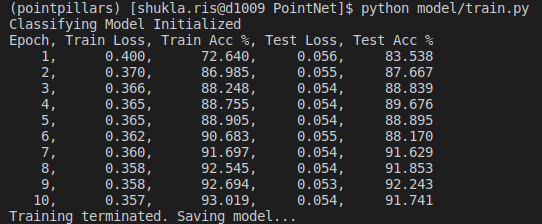 (pointpillars) [shukla.ris@d1009 PointNet]$ python model/train.py
Classifying Model Initialized
Epoch, Train Loss, Train Acc %, Test Loss, Test Acc %
1, 0.400, 72.640, 0.056, 83.538
2, 0.370, 86.985, 0.055, 87.667
3, 0.366, 88.248, 0.054, 88.839
4, 0.365, 88.755, 0.054, 89.676
5, 0.365, 88.905, 0.054, 88.895
6, 0.362, 90.683, 0.055, 88.170
7, 0.360, 91.697, 0.054, 91.629
8, 0.358, 92.545, 0.054, 91.853
9, 0.358, 92.694, 0.053, 92.243
10, 0.357, 93.019, 0.054, 91.741
Training terminated. Saving model...